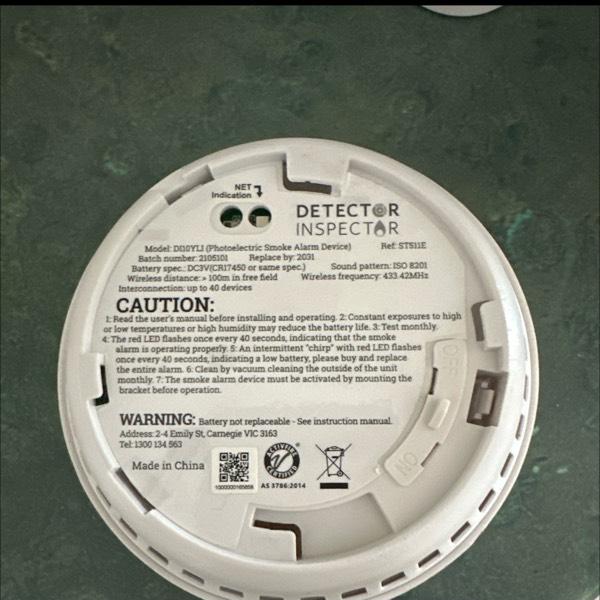 NET
Indication
DETECTOR
INSPECTOR
Model: DI10YLI (Photoelectric Smoke Alarm Device) Ref: ST511E
Batch number: 2105101 Replace by: 2031
Battery spec.: DC3V(CR17450 or same spec.) Sound pattern: ISO 8201
Wireless distance: > 100m in free field Wireless frequency: 433.42MHz
Interconnection: up to 40 devices
CAUTION:
1: Read the user's manual before installing and operating. 2: Constant exposures to high
or low temperatures or high humidity may reduce the battery life. 3: Test monthly.
4: The red LED flashes once every 40 seconds, indicating that the smoke
alarm is operating properly. 5: An intermittent "chirp" with red LED flashes
once every 40 seconds, indicating a low battery, please buy and replace
the entire alarm. 6: Clean by vacuum cleaning the outside of the unit
monthly. 7: The smoke alarm device must be activated by mounting the
bracket before operation.
OFF
WARNING: Battery not replaceable - See instruction manual.
Address: 2-4 Emily St, Carnegie VIC 3163
Tel: 1300 134 563
ON
Made in China
ACTIVFIRE
CERTIFIED
AS 3786:2014